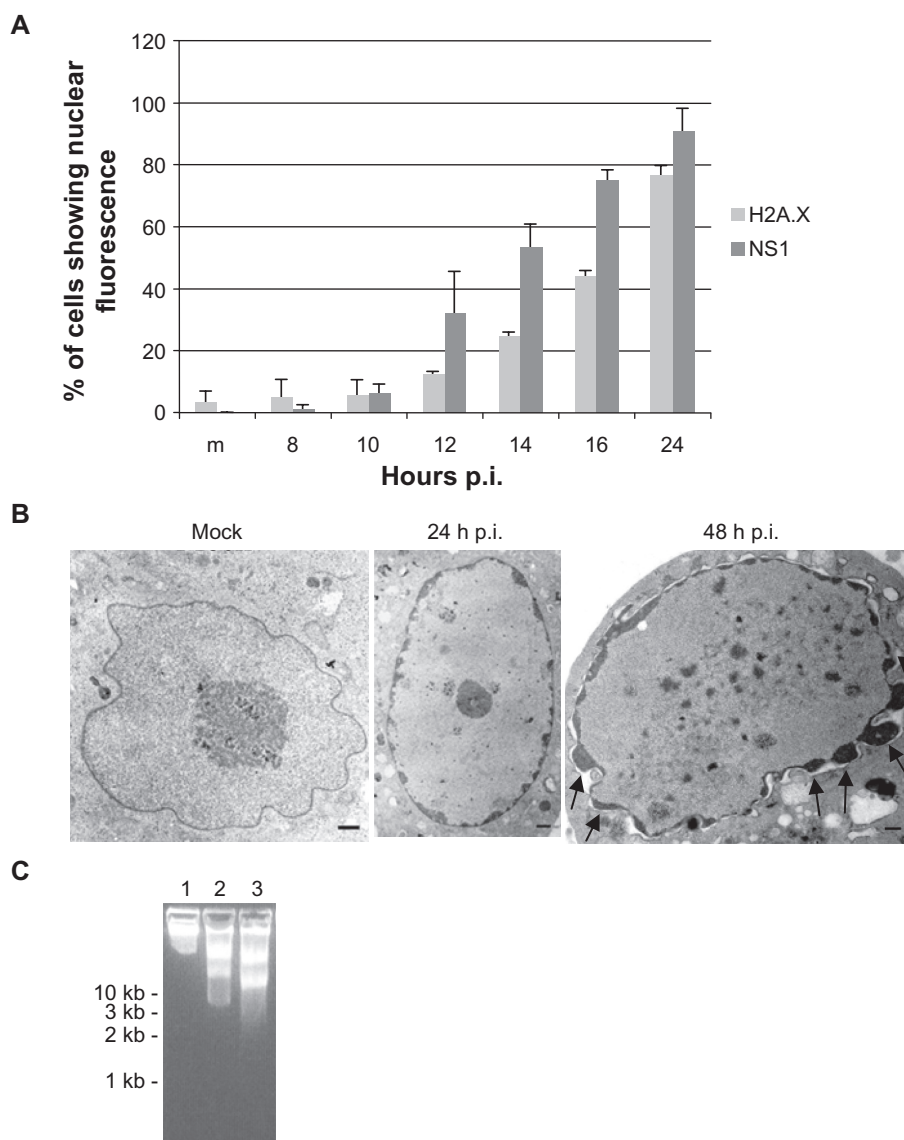 A
120
100
80
60
40
20
0
% of cells showing nuclear
fluorescence
m 8 10 12 14 16 24
Hours p.i.
H2A.X
NS1
B
Mock 24 h p.i. 48 h p.i.
C
1 2 3
10 kb -
3 kb -
2 kb -
1 kb -